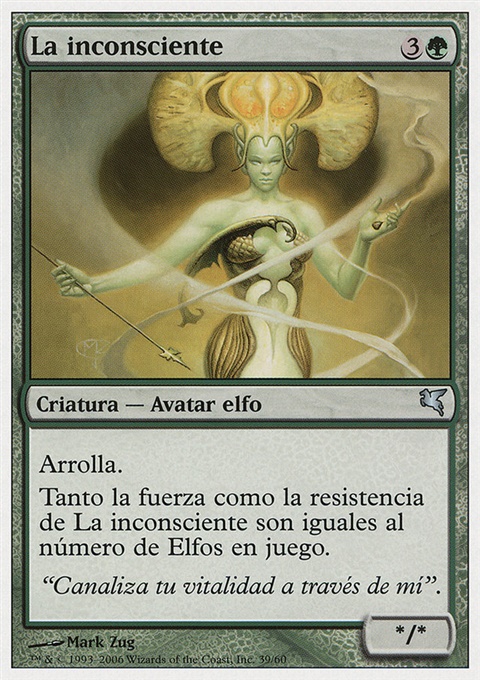 La inconsciente 3
Criatura — Avatar elfo
Arrolla.
Tanto la fuerza como la resistencia
de La inconsciente son iguales al
número de Elfos en juego.
“Canaliza tu vitalidad a través de mí”.
*/*
Mark Zug
™ & © 1993–2006 Wizards of the Coast, Inc. 39/60